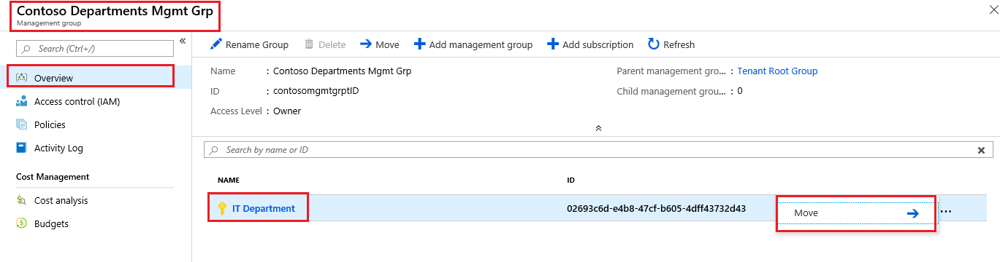 Contoso Departments Mgmt Grp
Management group
Search (Ctrl+/)
Overview
Access control (IAM)
Policies
Activity Log
Cost Management
Cost analysis
Budgets
Rename Group Delete Move Add management group Add subscription Refresh
Name : Contoso Departments Mgmt Grp Parent management gro... : Tenant Root Group
ID : contosomgmtgrptID Child management grou... : 0
Access Level : Owner
Search by name or ID
NAME ID
IT Department 02693c6d-e4b8-47cf-b605-4dff43732d43 Move ...